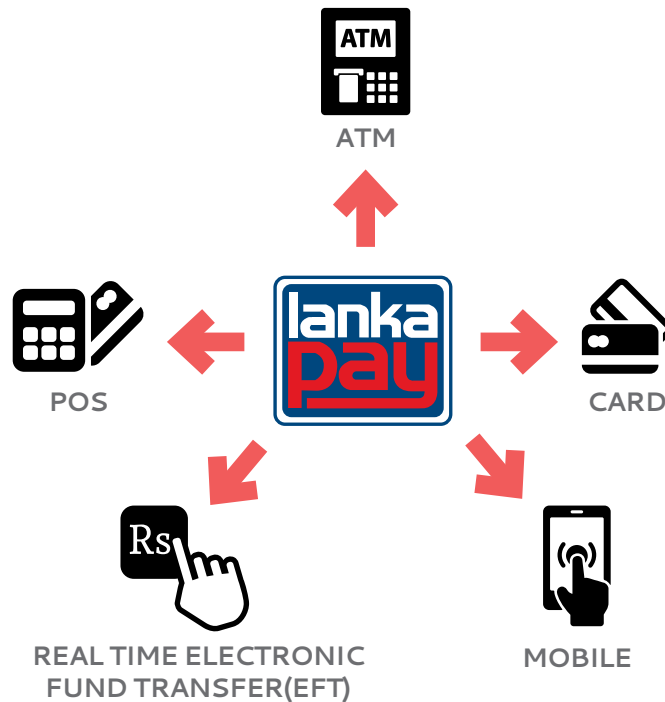 ATM
ATM
lanka
pay
POS
CARD
Rs
REAL TIME ELECTRONIC
FUND TRANSFER(EFT)
MOBILE